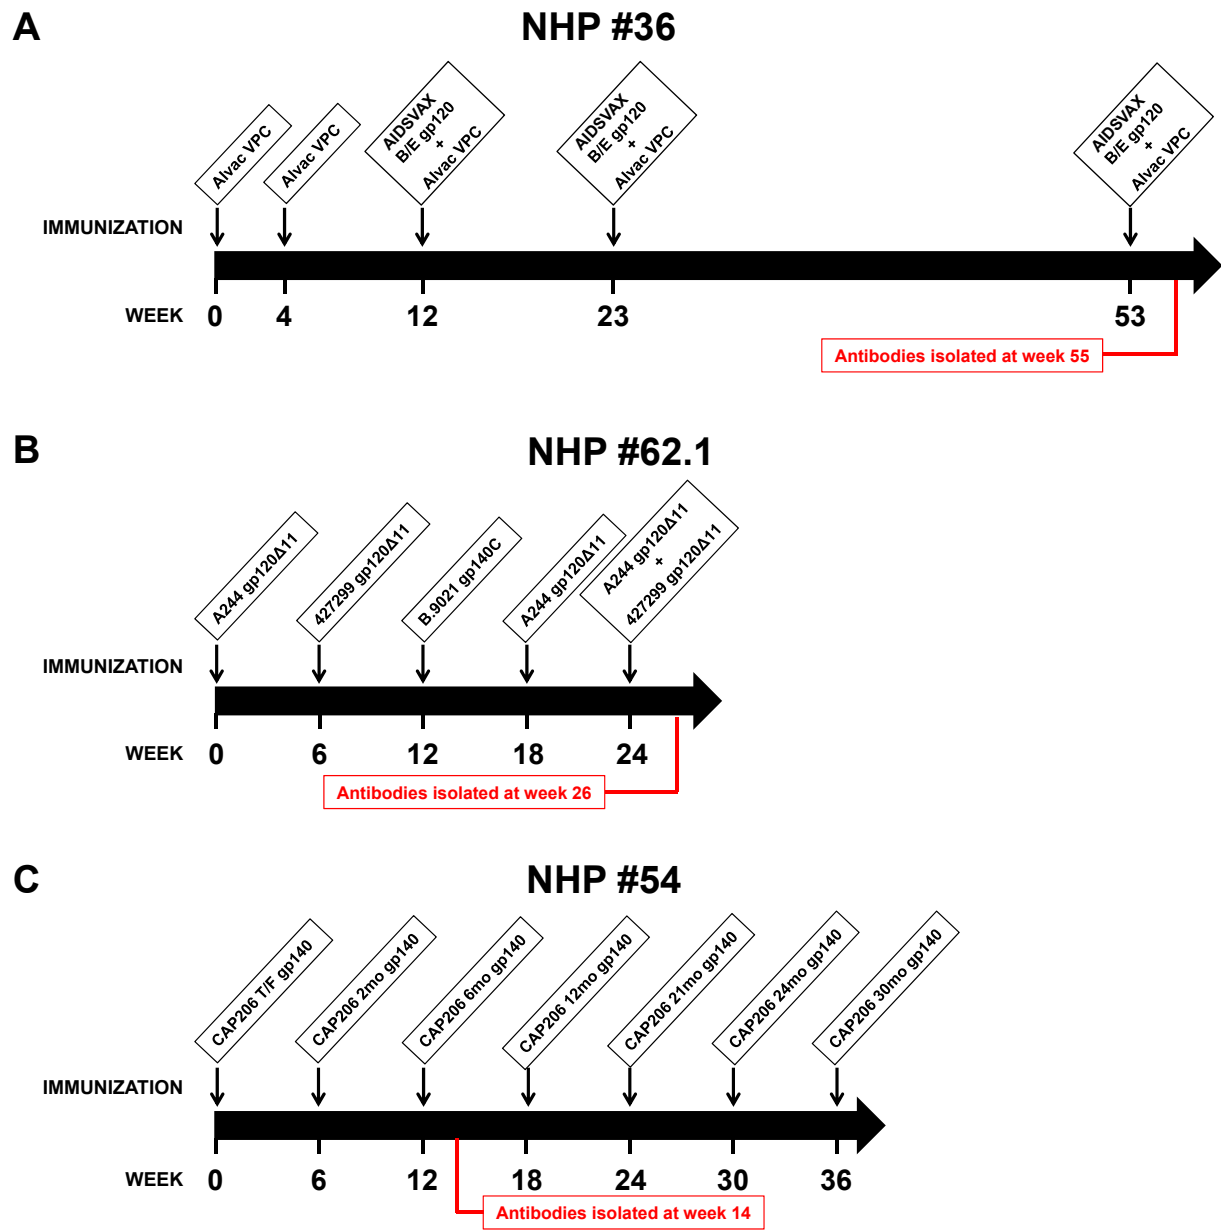 A
NHP #36
Alvac VPC
Alvac VPC
AIDSVAX
B/E gp120
+
Alvac VPC
AIDSVAX
B/E gp120
+
Alvac VPC
AIDSVAX
B/E gp120
+
Alvac VPC
IMMUNIZATION
WEEK 0 4 12 23 53
Antibodies isolated at week 55
B
NHP #62.1
A244 gp120Δ11
427299 gp120Δ11
B.9021 gp140C
A244 gp120Δ11
A244 gp120Δ11
+
427299 gp120Δ11
IMMUNIZATION
WEEK 0 6 12 18 24
Antibodies isolated at week 26
C
NHP #54
CAP206 T/F gp140
CAP206 2mo gp140
CAP206 6mo gp140
CAP206 12mo gp140
CAP206 21mo gp140
CAP206 24mo gp140
CAP206 30mo gp140
IMMUNIZATION
WEEK 0 6 12 18 24 30 36
Antibodies isolated at week 14